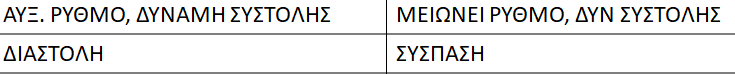 ΑΥΞ. ΡΥΘΜΟ, ΔΥΝΑΜΗ ΣΥΣΤΟΛΗΣ
ΜΕΙΩΝΕΙ ΡΥΘΜΟ, ΔΥΝ ΣΥΣΤΟΛΗΣ
ΔΙΑΣΤΟΛΗ
ΣΥΣΠΑΣΗ